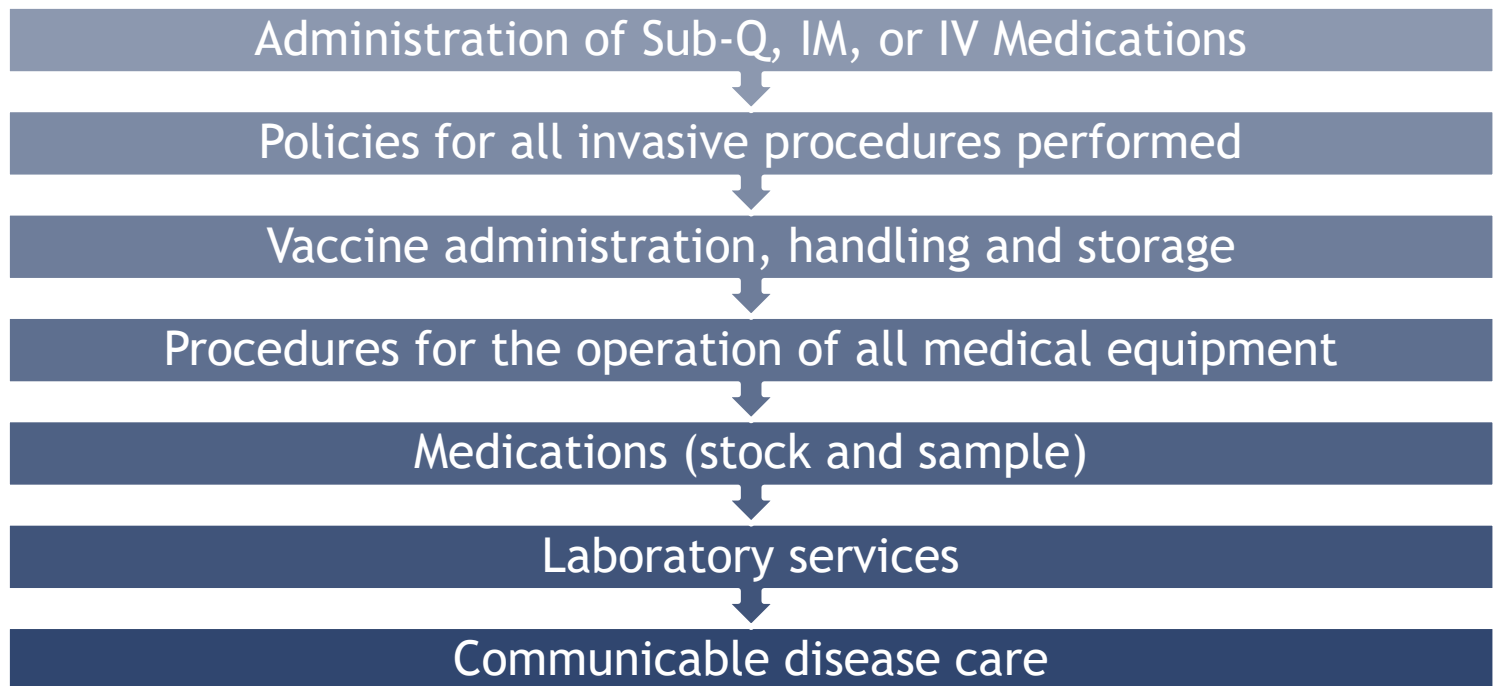 Administration of Sub-Q, IM, or IV Medications
Policies for all invasive procedures performed
Vaccine administration, handling and storage
Procedures for the operation of all medical equipment
Medications (stock and sample)
Laboratory services
Communicable disease care